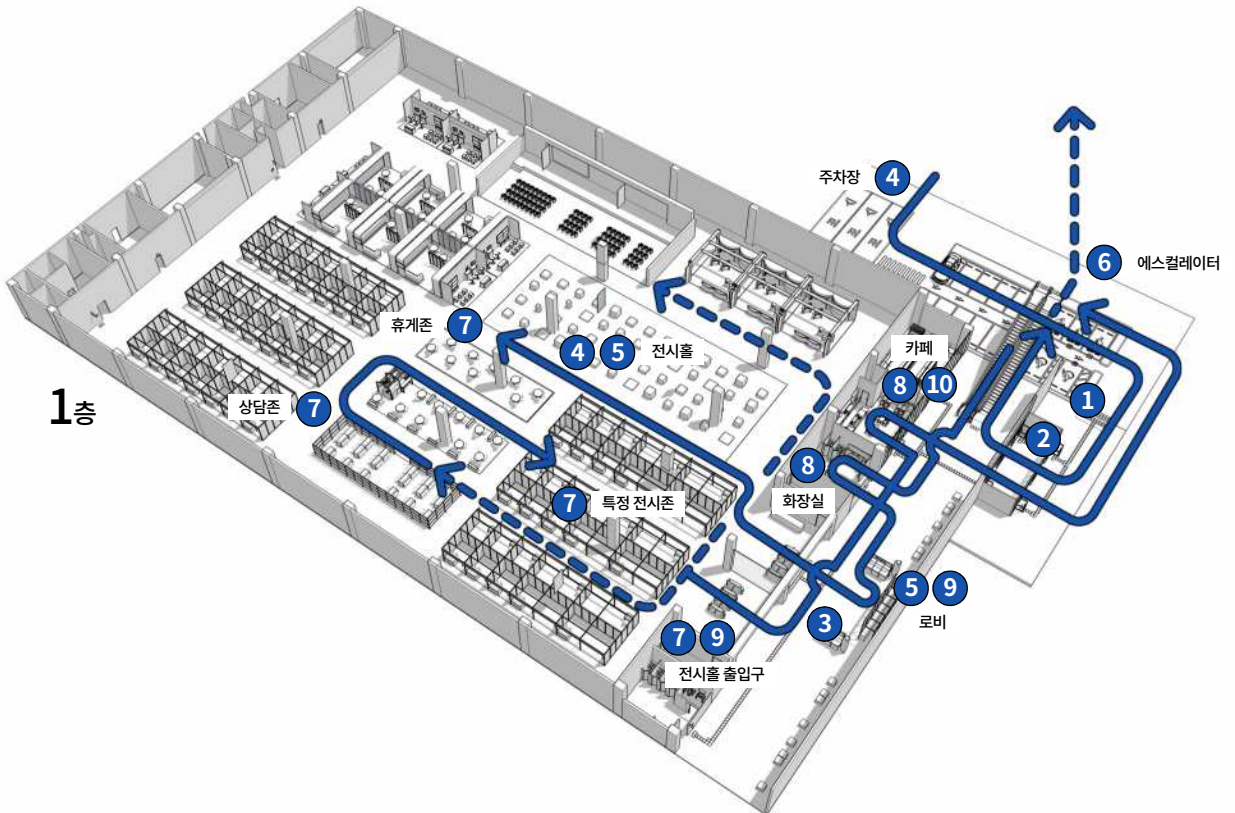 주차장 4
6 에스컬레이터
휴게존 7
4 5 전시홀
카페
8 10
1
1층
상담존 7
2
8
화장실
7 특정 전시존
5 9
로비
3
7 9
전시홀 출입구